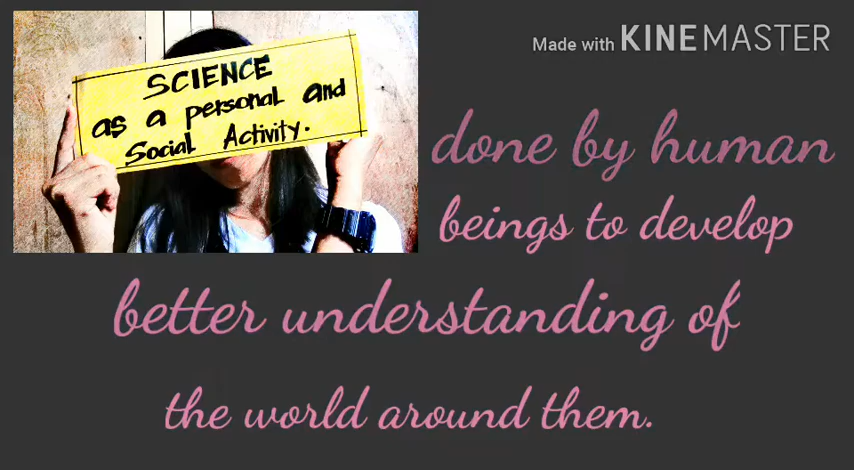 Made with KINEMASTER
SCIENCE
as a personal and
Social Activity.
done by human
beings to develop
better understanding of
the world around them.